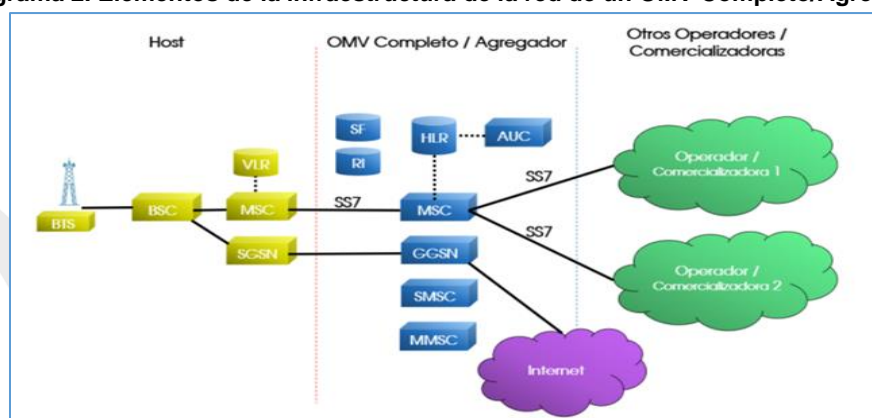 Host
OMV Completo / Agregador
Otros Operadores /
Comercializadoras
SF
HLR
AUC
VLR
RI
SS7
Operador /
Comercializadora 1
BTS
BSC
MSC
SS7
MSC
SS7
SGSN
GGSN
Operador /
Comercializadora 2
SMSC
MMSC
Internet